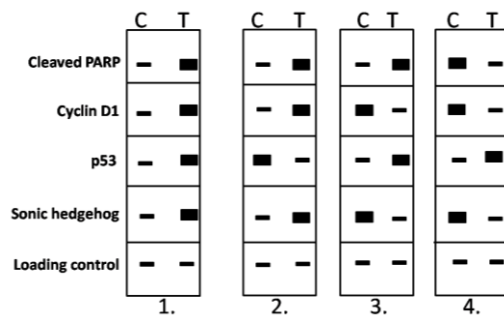 C T C T C T C T
Cleaved PARP
Cyclin D1
p53
Sonic hedgehog
Loading control
1. 2. 3. 4.